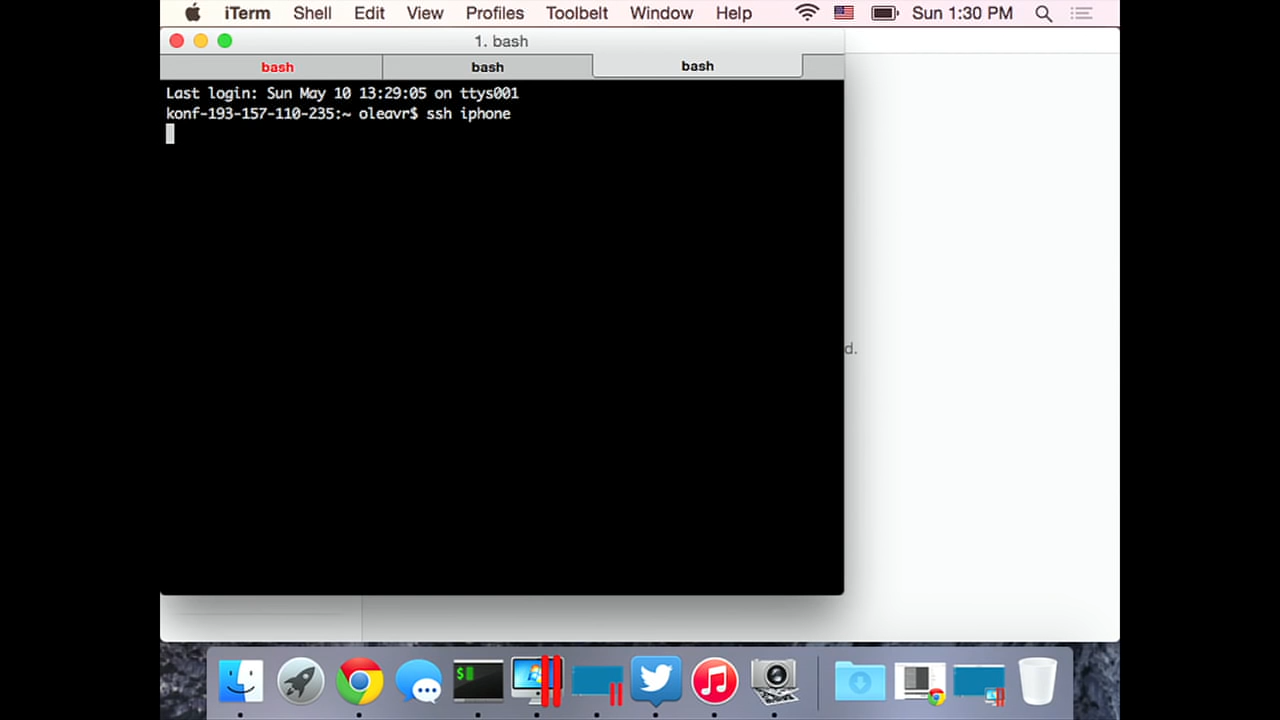 iTerm Shell Edit View Profiles Toolbelt Window Help Sun 1:30 PM
1. bash
bash bash bash
Last login: Sun May 10 13:29:05 on ttys001
konf-193-157-110-235:~ oleavr$ ssh iphone
d.
$